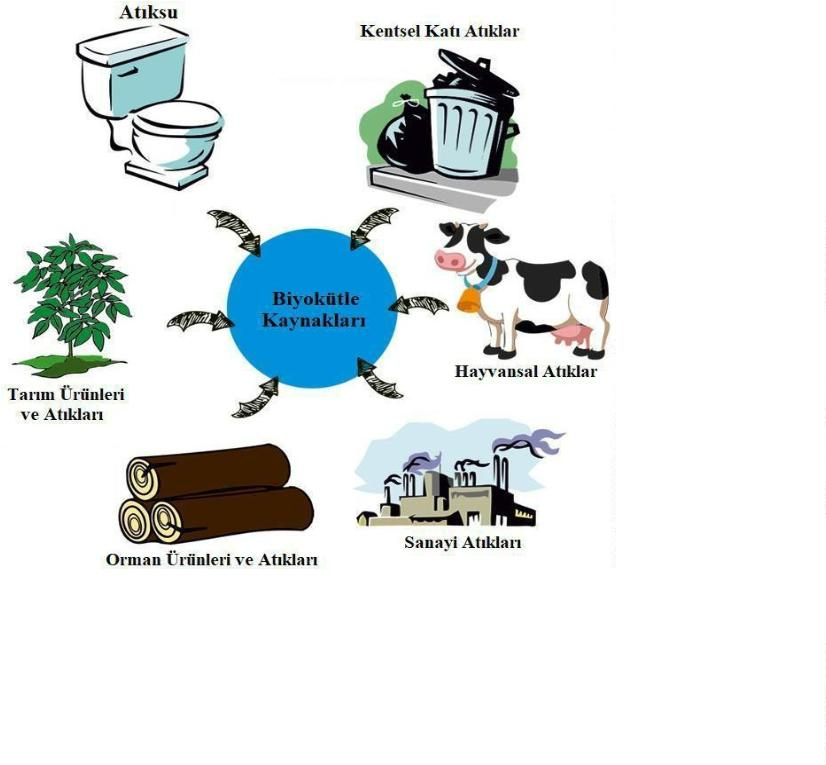 Atıksu
Kentsel Katı Atıklar
Biyokütle
Kaynakları
Hayvansal Atıklar
Tarım Ürünleri
ve Atıkları
Sanayi Atıkları
Orman Ürünleri ve Atıkları